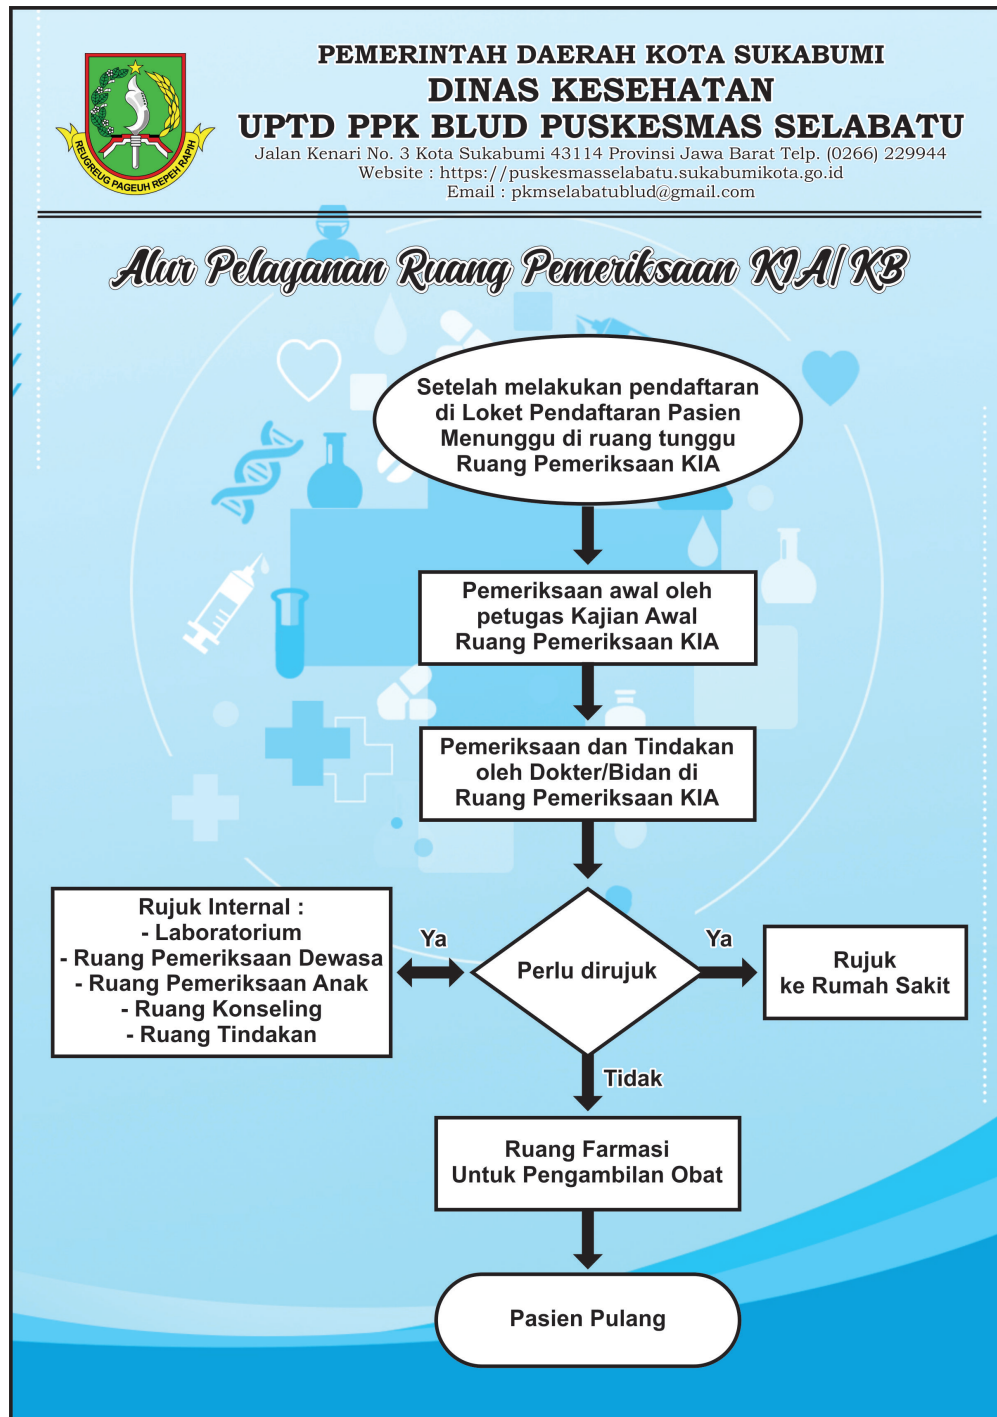 PEMERINTAH DAERAH KOTA SUKABUMI
DINAS KESEHATAN
UPTD PPK BLUD PUSKESMAS SELABATU
Jalan Kenari No. 3 Kota Sukabumi 43114 Provinsi Jawa Barat Telp. (0266) 229944
Website : https://puskesmasselabatu.sukabumikota.go.id
Email : pkmselabatublud@gmail.com
REUGREUG PAGEUH REPEH RAPIH
Alur Pelayanan Ruang Pemeriksaan KIA/ KB
Setelah melakukan pendaftaran
di Loket Pendaftaran Pasien
Menunggu di ruang tunggu
Ruang Pemeriksaan KIA
Pemeriksaan awal oleh
petugas Kajian Awal
Ruang Pemeriksaan KIA
Pemeriksaan dan Tindakan
oleh Dokter/Bidan di
Ruang Pemeriksaan KIA
Rujuk Internal :
- Laboratorium
- Ruang Pemeriksaan Dewasa
- Ruang Pemeriksaan Anak
- Ruang Konseling
- Ruang Tindakan
Ya
Perlu dirujuk
Ya
Rujuk
ke Rumah Sakit
Tidak
Ruang Farmasi
Untuk Pengambilan Obat
Pasien Pulang